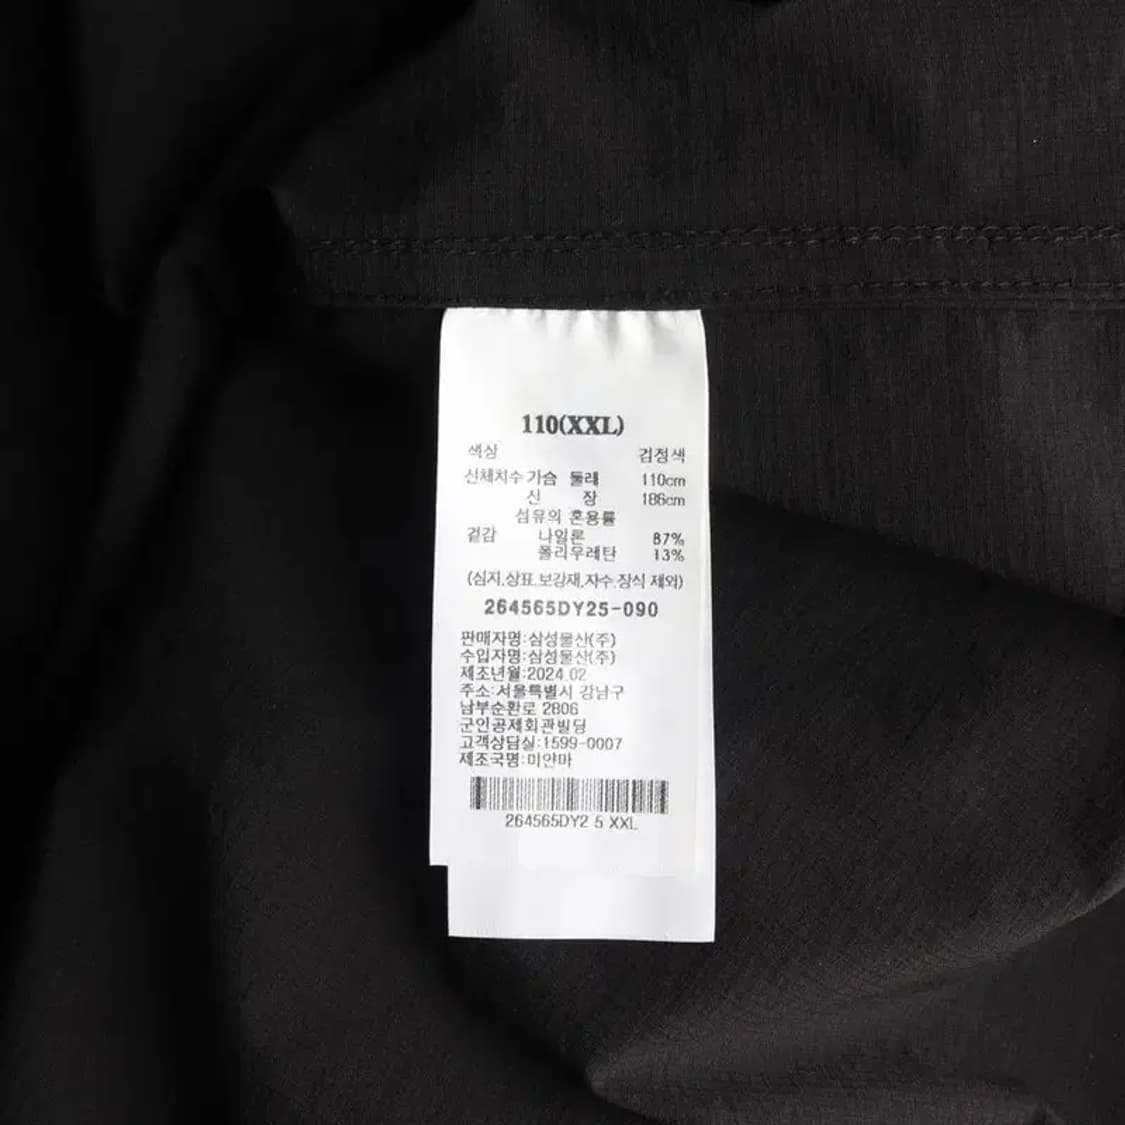 110(XXL)
색상 검정색
신체치수 가슴 둘레 110cm
신 장 186cm
섬유의 혼용률
겉감 나일론 87%
폴리우레탄 13%
(심지,상표,보강재,자수,장식 제외)
264565DY25-090
판매자명:삼성물산(주)
수입자명:삼성물산(주)
제조년월:2024.02
주소:서울특별시 강남구
남부순환로 2806
군인공제회관빌딩
고객상담실:1599-0007
제조국명:미얀마
264565DY2 5 XXL